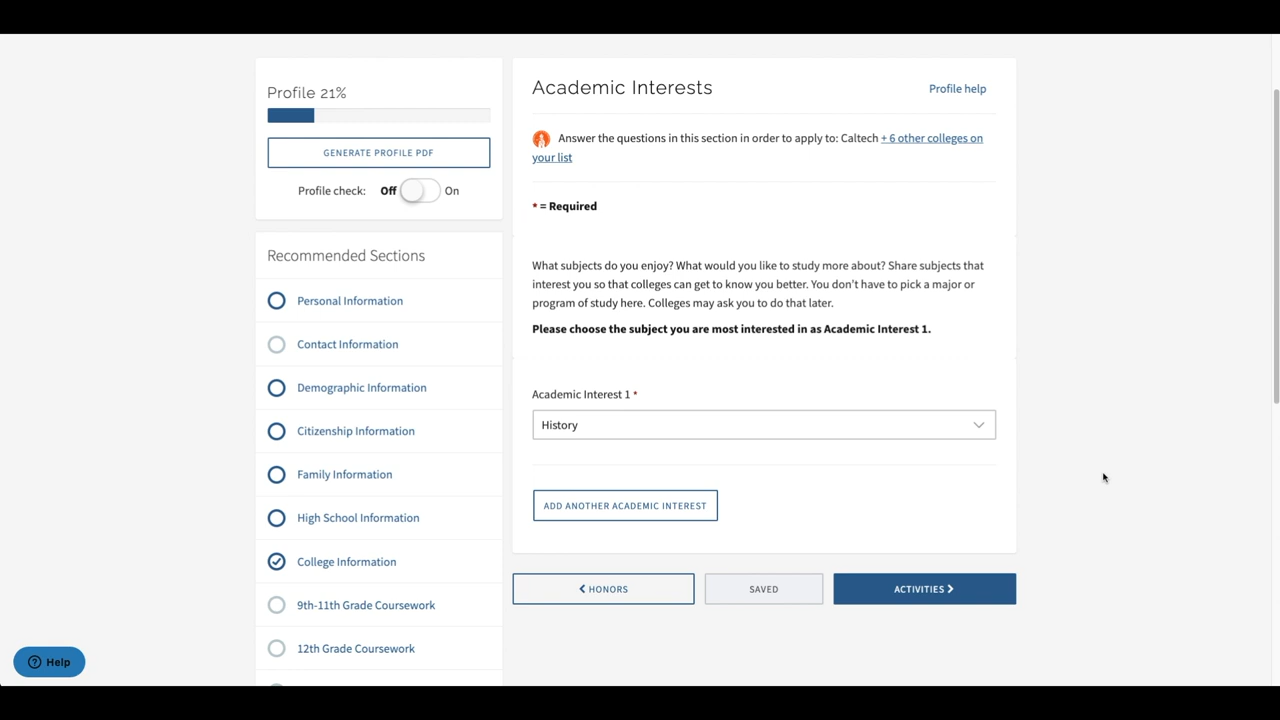 Profile 21%
GENERATE PROFILE PDF
Profile check: Off On
Recommended Sections
Personal Information
Contact Information
Demographic Information
Citizenship Information
Family Information
High School Information
College Information
9th-11th Grade Coursework
12th Grade Coursework
Academic Interests
Profile help
Answer the questions in this section in order to apply to: Caltech + 6 other colleges on
your list
* = Required
What subjects do you enjoy? What would you like to study more about? Share subjects that
interest you so that colleges can get to know you better. You don't have to pick a major or
program of study here. Colleges may ask you to do that later.
Please choose the subject you are most interested in as Academic Interest 1.
Academic Interest 1 *
History
ADD ANOTHER ACADEMIC INTEREST
HONORS
SAVED
ACTIVITIES
Help